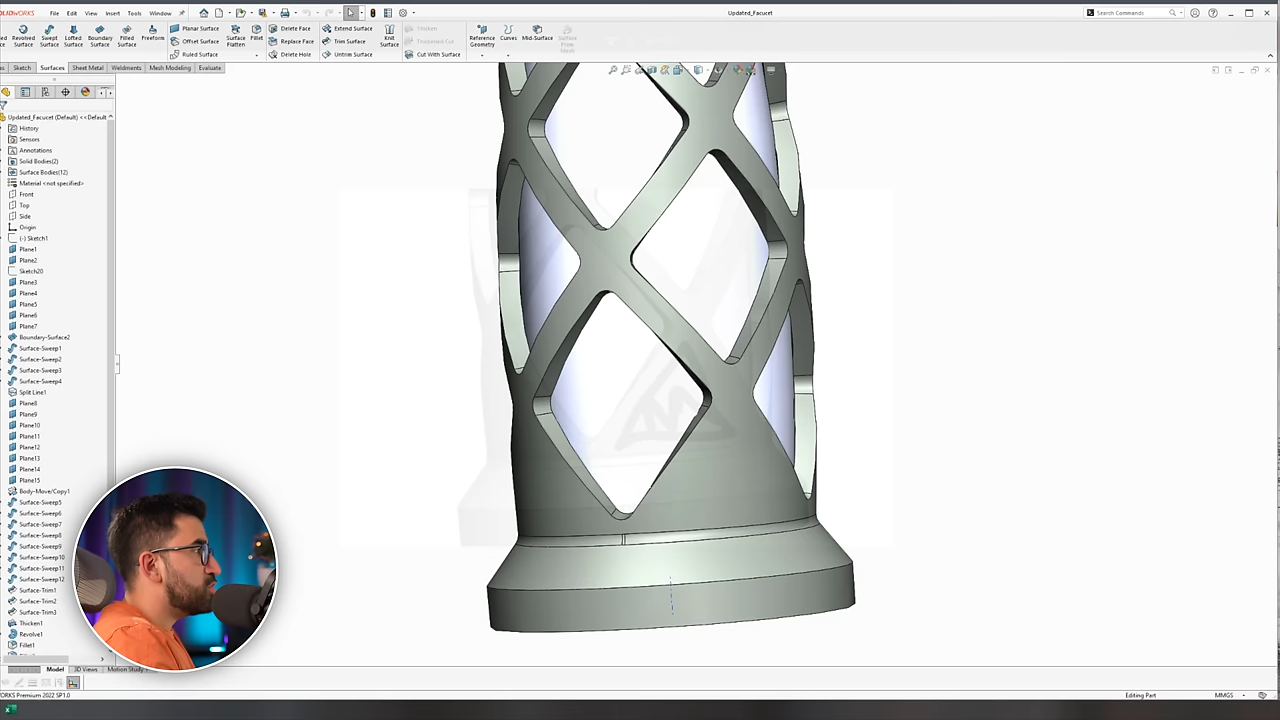 SOLIDWORKS File Edit View Insert Tools Window Updated_Facucet Search Commands
Revolved Surface
Swept Surface
Lofted Surface
Boundary Surface
Filled Surface
Freeform
Planar Surface
Offset Surface
Ruled Surface
Surface Flatten
Fillet
Delete Face
Replace Face
Delete Hole
Extend Surface
Trim Surface
Untrim Surface
Knit Surface
Thicken
Thickened Cut
Cut With Surface
Reference Geometry
Curves
Mid-Surface
Surface From Mesh
Sketch Surfaces Sheet Metal Weldments Mesh Modeling Evaluate
Updated_Facucet (Default) <<Default
History
Sensors
Annotations
Solid Bodies(2)
Surface Bodies(12)
Material <not specified>
Front
Top
Side
Origin
(-) Sketch1
Plane1
Plane2
Sketch20
Plane3
Plane4
Plane5
Plane6
Plane7
Boundary-Surface2
Surface-Sweep1
Surface-Sweep2
Surface-Sweep3
Surface-Sweep4
Split Line1
Plane8
Plane9
Plane10
Plane11
Plane12
Plane13
Plane14
Plane15
Body-Move/Copy1
Surface-Sweep5
Surface-Sweep6
Surface-Sweep7
Surface-Sweep8
Surface-Sweep9
Surface-Sweep10
Surface-Sweep11
Surface-Sweep12
Surface-Trim1
Surface-Trim2
Surface-Trim3
Thicken1
Revolve1
Fillet1
Model 3D Views Motion Study
WORKS Premium 2022 SP1.0 Editing Part MMGS